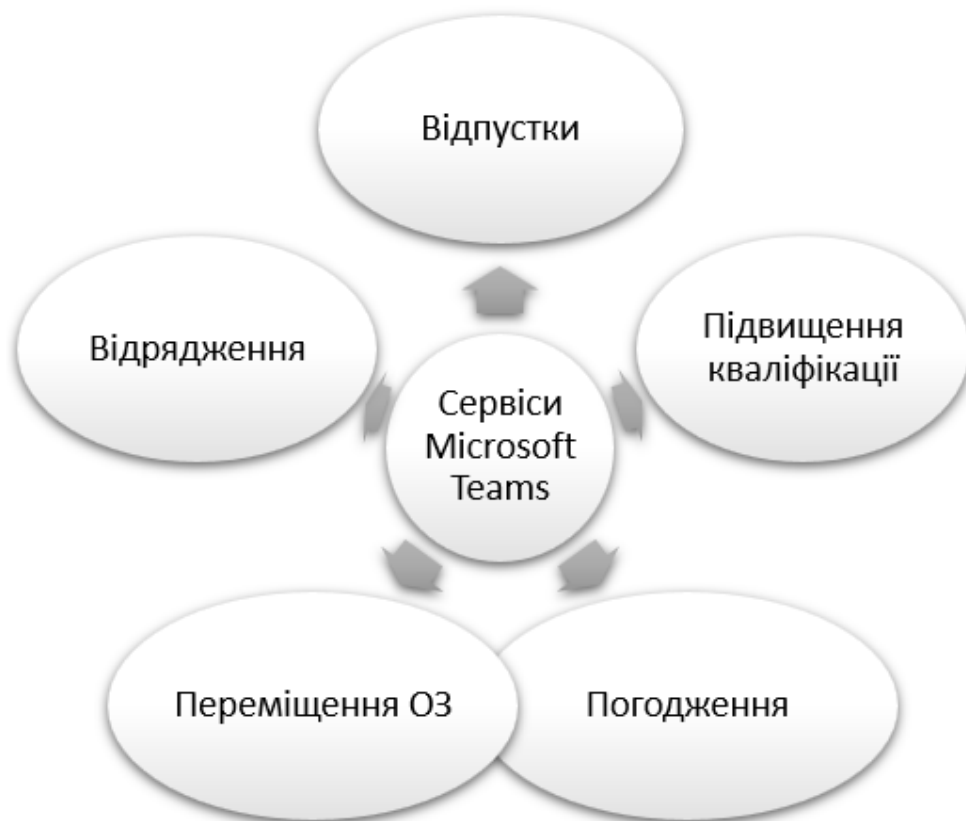 Відпустки
Відрядження
Підвищення
кваліфікації
Сервіси
Microsoft
Teams
Переміщення ОЗ
Погодження